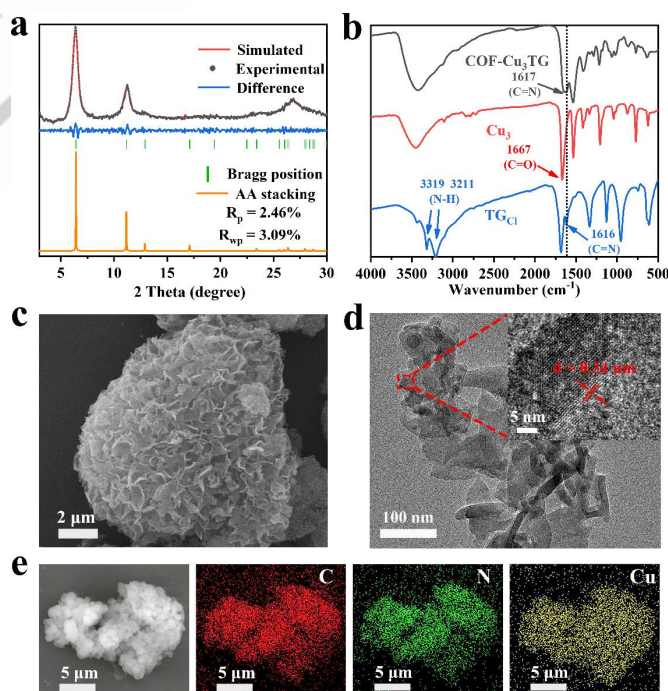 a
Simulated
Experimental
Difference
Bragg position
AA stacking
Rp = 2.46%
Rwp = 3.09%
5 10 15 20 25 30
2 Theta (degree)
b
COF-Cu3TG
1617
(C=N)
Cu3
1667
(C=O)
3319 3211
(N-H)
TGCl
1616
(C=N)
4000 3500 3000 2500 2000 1500 1000 500
Wavenumber (cm-1)
c
2 μm
d
d = 0.34 nm
5 nm
100 nm
e
C
N
Cu
5 μm
5 μm
5 μm
5 μm